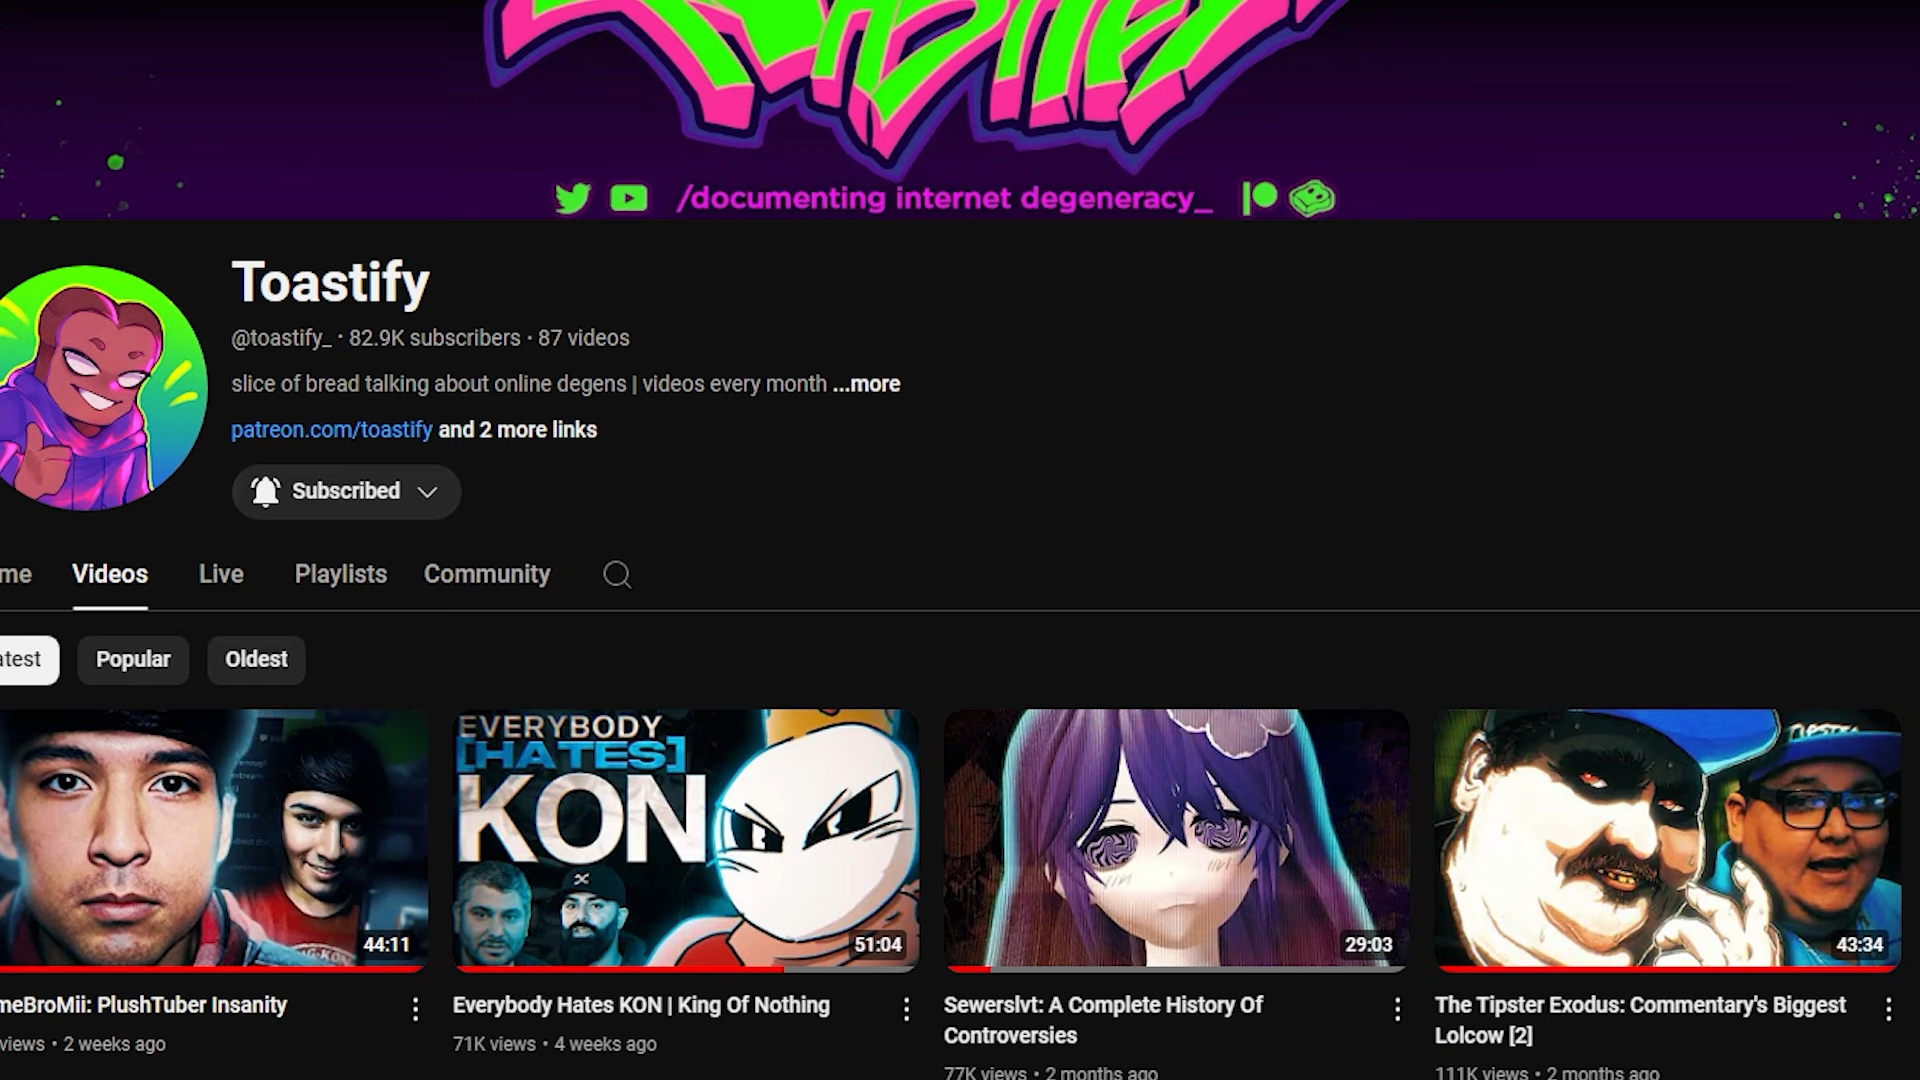 /documenting internet degeneracy_
Toastify
@toastify_ · 82.9K subscribers · 87 videos
slice of bread talking about online degens | videos every month ...more
patreon.com/toastify and 2 more links
Subscribed
Videos Live Playlists Community
Popular Oldest
EVERYBODY
[HATES]
KON
TIPSTER
44:11
51:04
29:03
43:34
meBroMii: PlushTuber Insanity
views · 2 weeks ago
Everybody Hates KON | King Of Nothing
71K views · 4 weeks ago
Sewerslvt: A Complete History Of
Controversies
77K views · 2 months ago
The Tipster Exodus: Commentary's Biggest
Lolcow [2]
111K views · 2 months ago